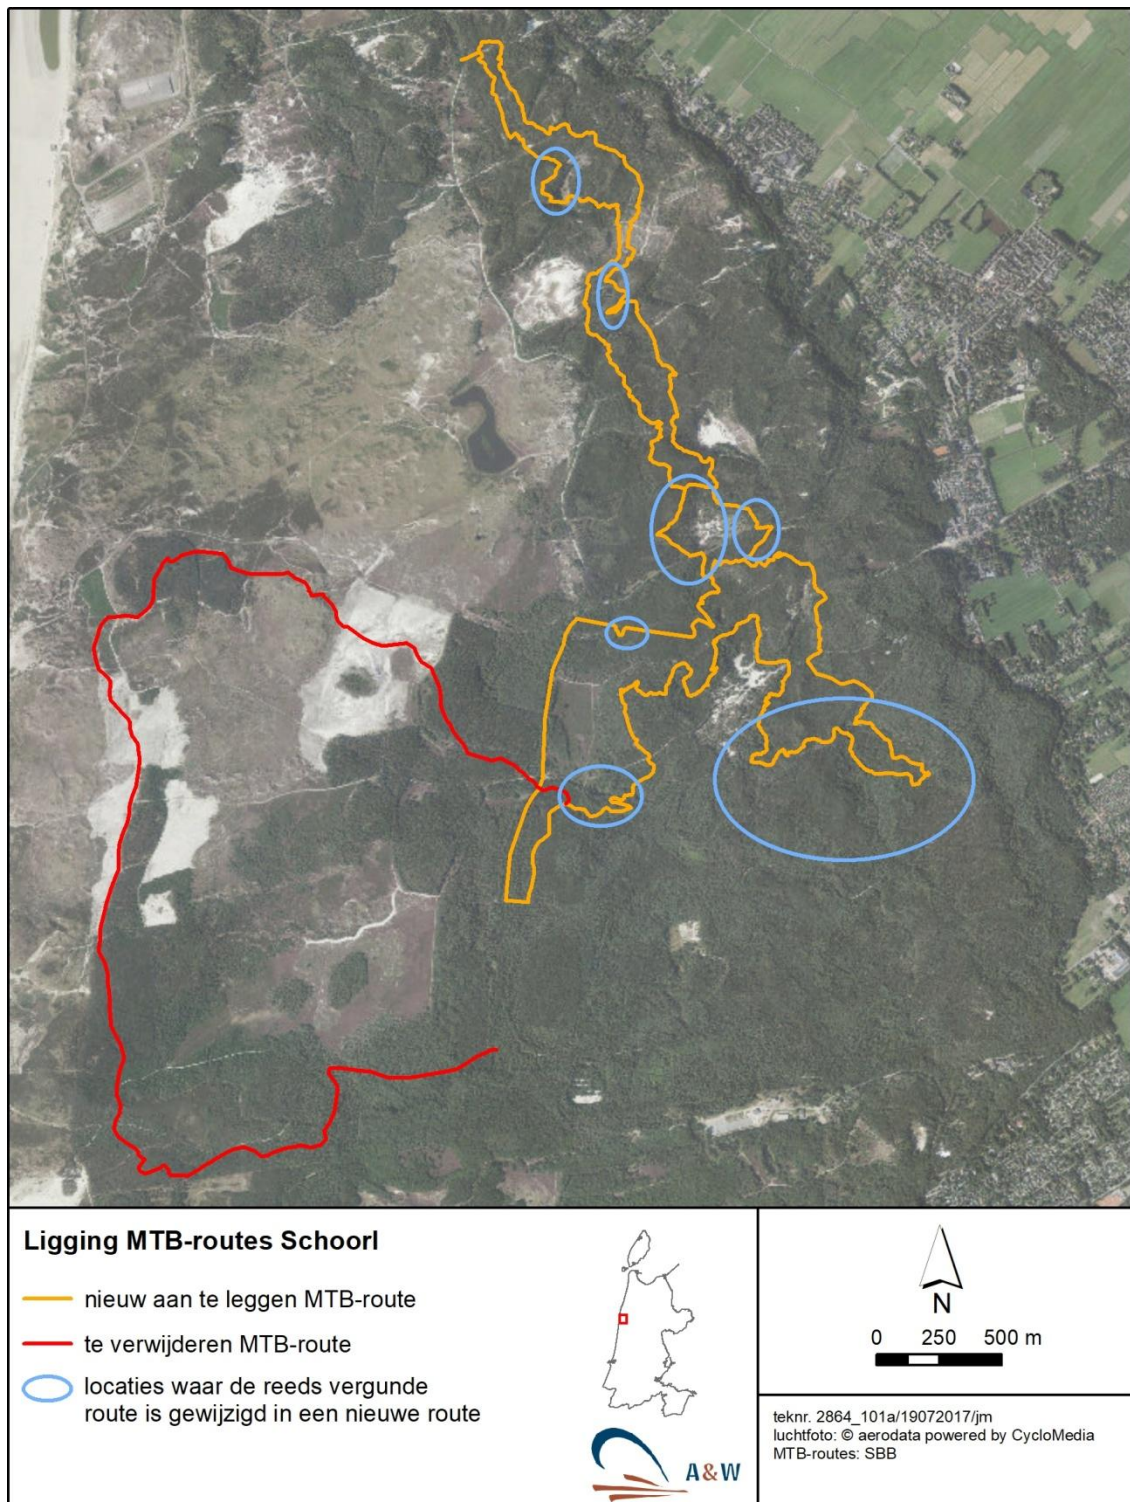 Ligging MTB-routes Schoorl
nieuw aan te leggen MTB-route
te verwijderen MTB-route
locaties waar de reeds vergunde
route is gewijzigd in een nieuwe route
A&W
N
0 250 500 m
teknr. 2864_101a/19072017/jm
luchtfoto: © aerodata powered by CycloMedia
MTB-routes: SBB